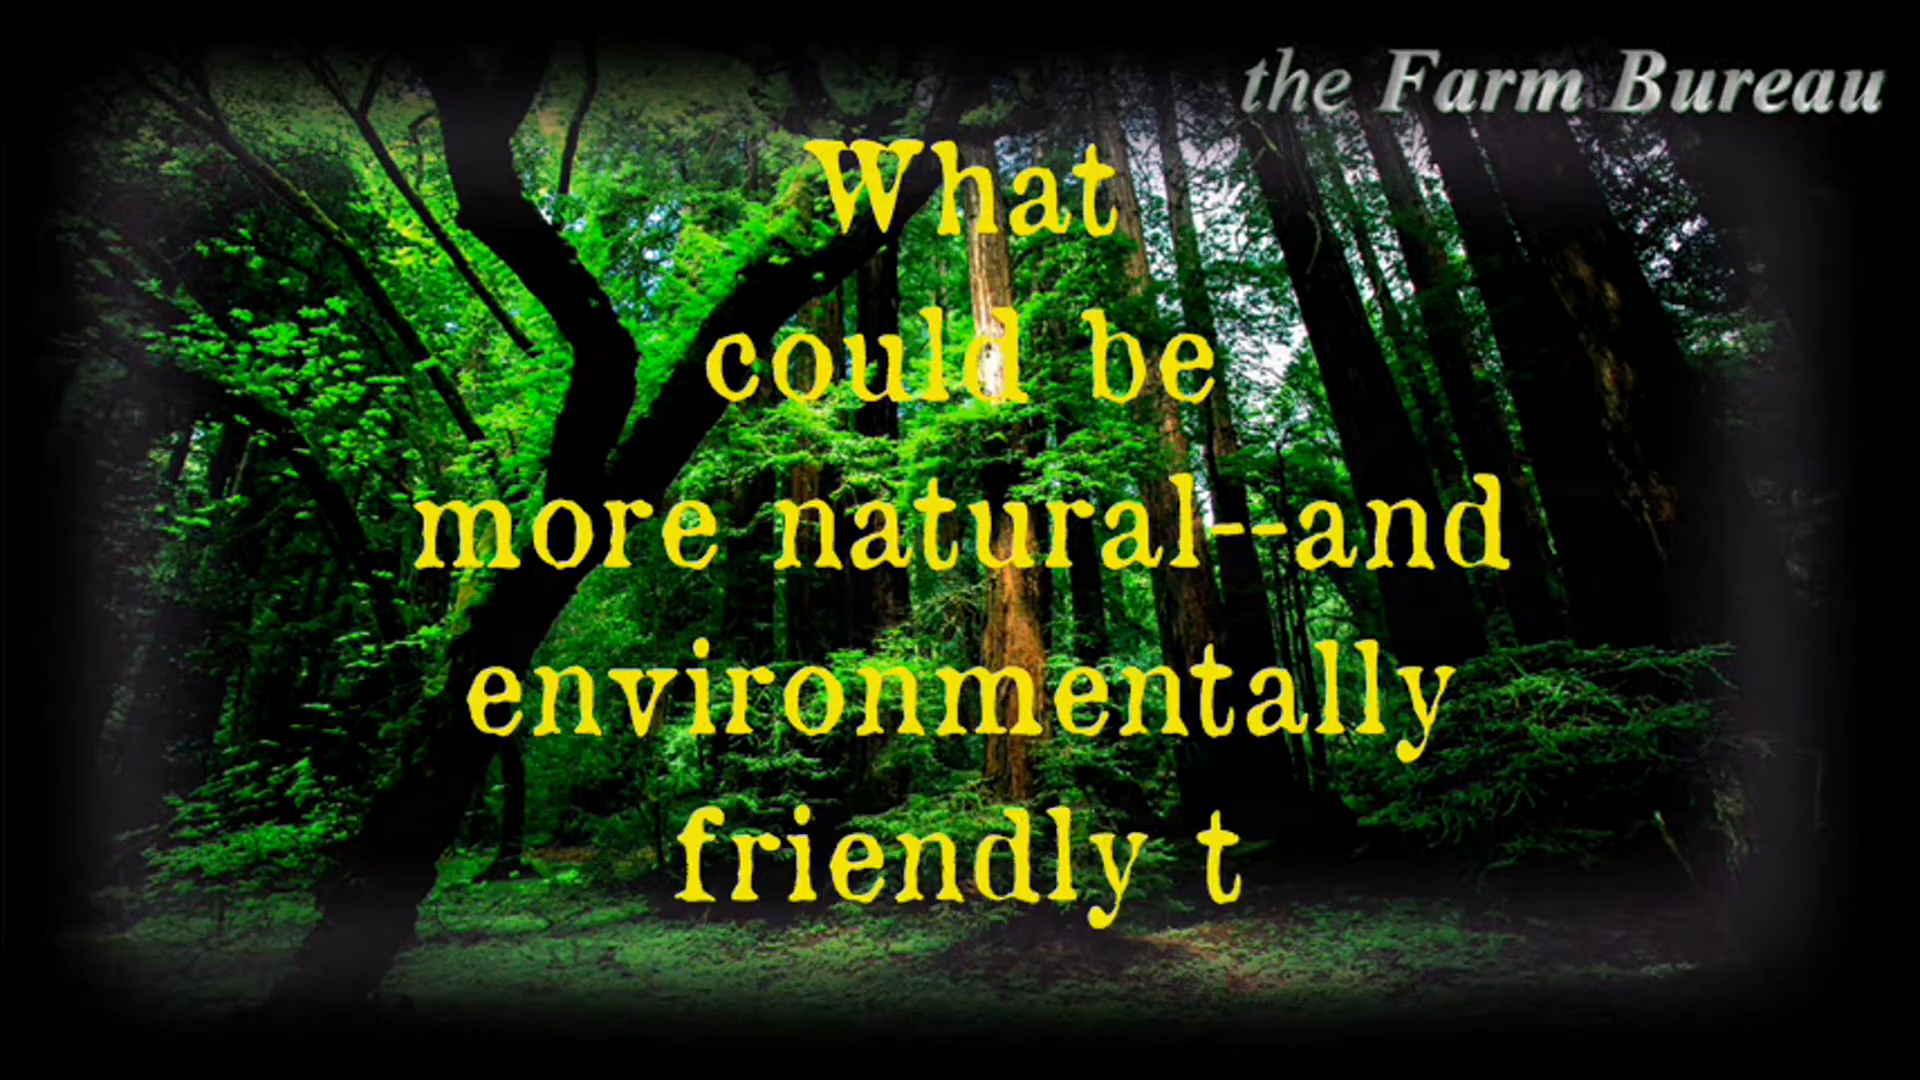 the Farm Bureau
What
could be
more natural--and
environmentally
friendly t